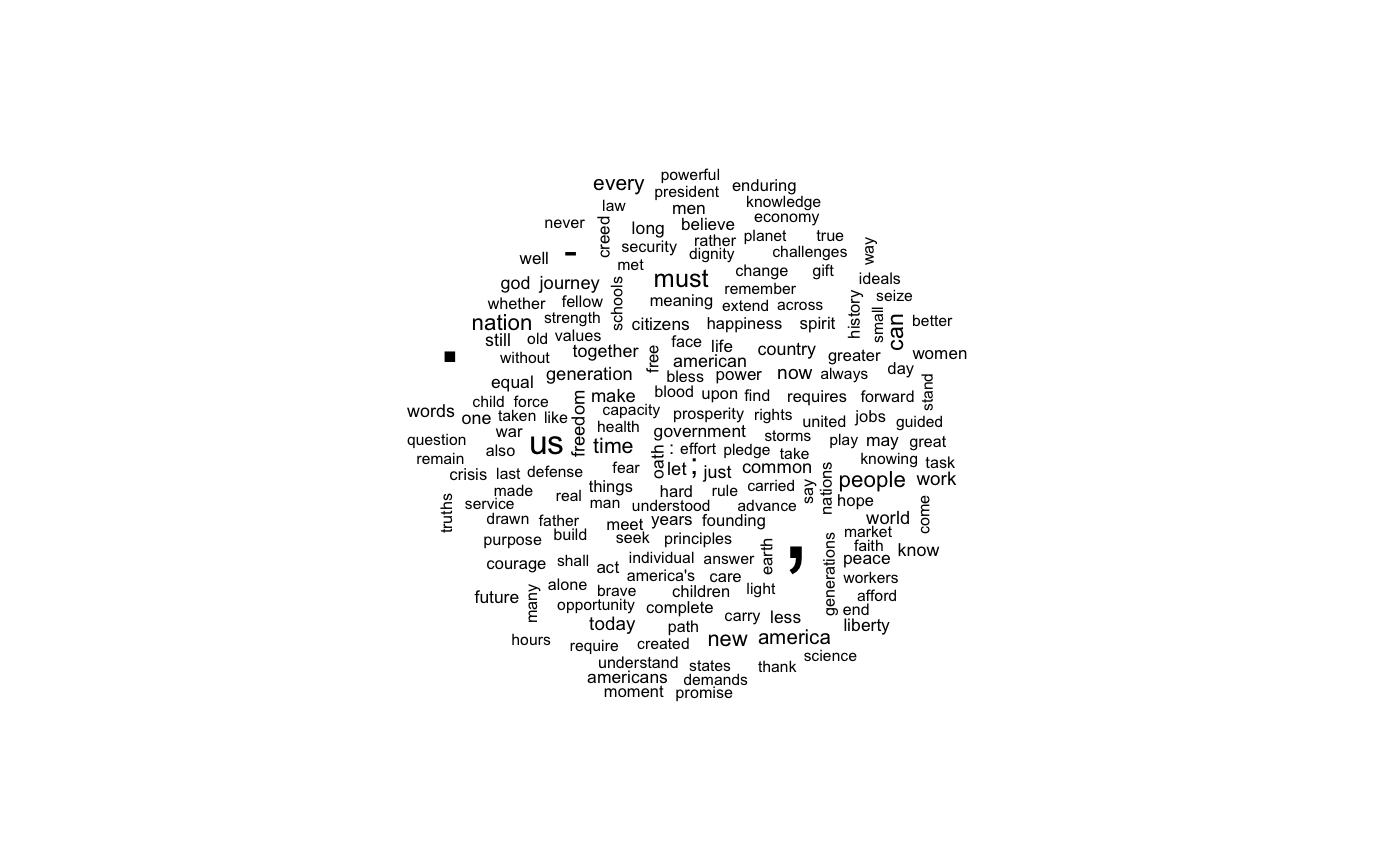 powerful
every president enduring
law men knowledge
never creed long believe economy
security rather planet true way
well - met dignity challenges
god journey schools must change gift ideals
whether fellow meaning remember history small seize
extend across
nation strength citizens happiness spirit can better
still old values face life
without together free american country greater women
.
equal generation bless power now always day stand
child force freedom make blood upon find requires forward
words one taken like capacity prosperity rights united jobs guided
question war health government storms play may great
also us time oath : effort pledge take
remain fear let ; just common knowing task
crisis last defense say nations people work
truths made real things hard rule carried hope come
service man understood advance
drawn father meet years founding world
purpose build seek principles market
generations faith
courage shall act individual answer earth , peace know
america's care workers
future many alone brave children light afford
opportunity complete carry less end
today path new america liberty
hours require created
understand states thank science
americans demands
moment promise